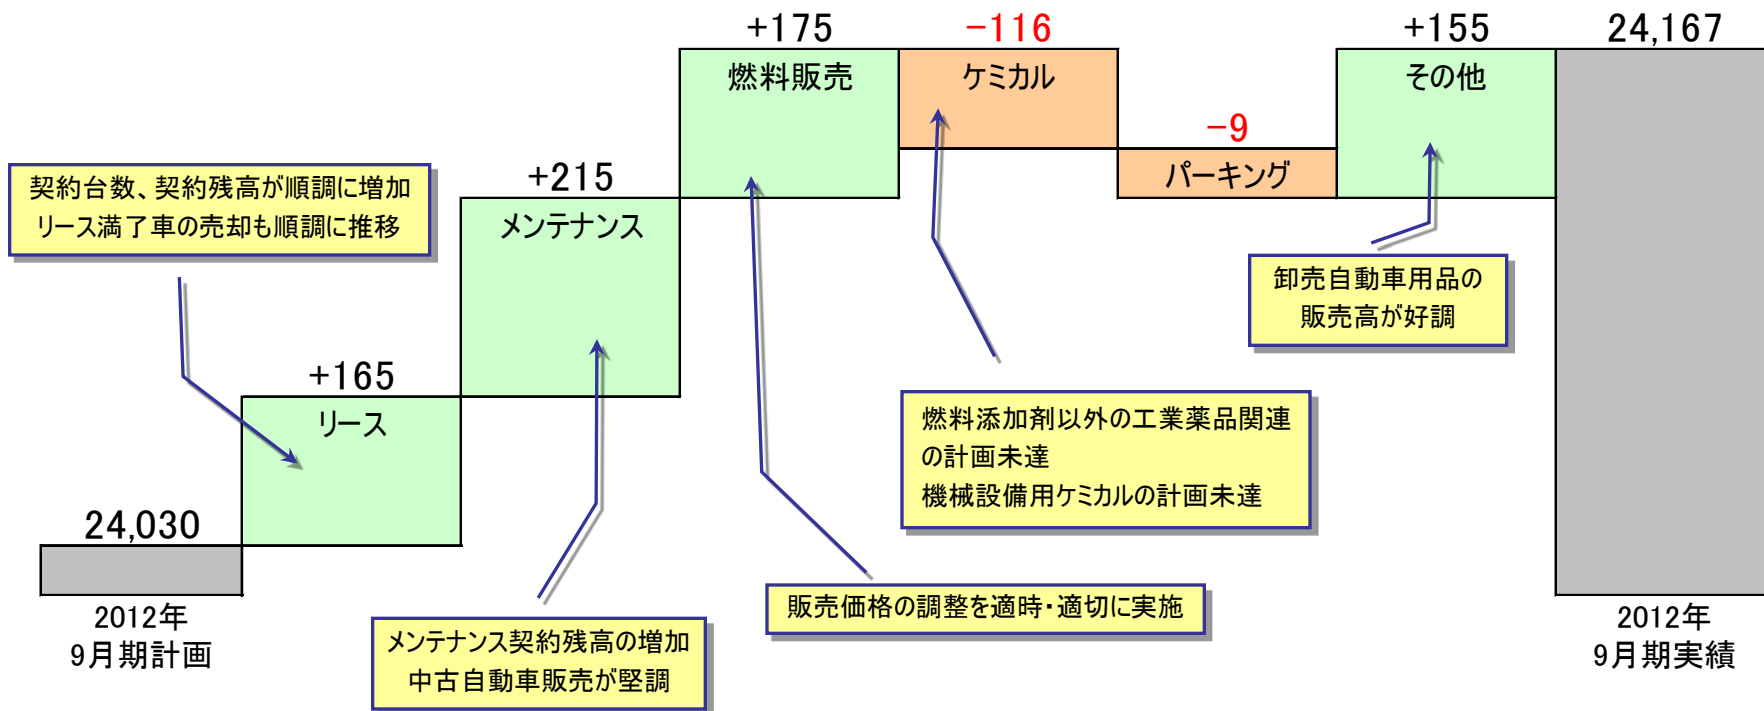 +175
-116
+155
24,167
燃料販売
ケミカル
その他
-9
パーキング
契約台数、契約残高が順調に増加
リース満了車の売却も順調に推移
+215
メンテナンス
卸売自動車用品の
販売高が好調
+165
リース
燃料添加剤以外の工業薬品関連
の計画未達
機械設備用ケミカルの計画未達
24,030
2012年
9月期計画
販売価格の調整を適時・適切に実施
メンテナンス契約残高の増加
中古自動車販売が堅調
2012年
9月期実績